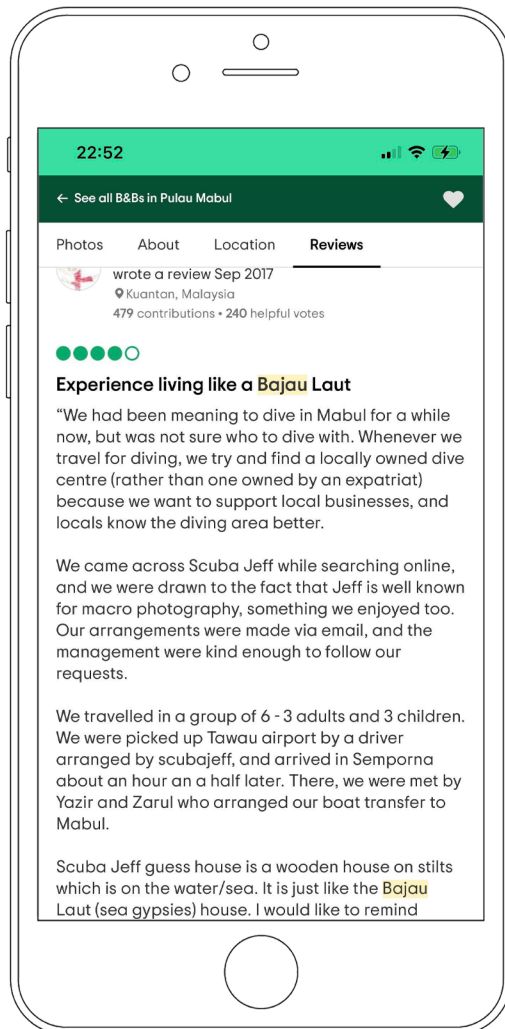 22:52
← See all B&Bs in Pulau Mabul
Photos About Location Reviews
wrote a review Sep 2017
Kuantan, Malaysia
479 contributions • 240 helpful votes
Experience living like a Bajau Laut
“We had been meaning to dive in Mabul for a while
now, but was not sure who to dive with. Whenever we
travel for diving, we try and find a locally owned dive
centre (rather than one owned by an expatriat)
because we want to support local businesses, and
locals know the diving area better.
We came across Scuba Jeff while searching online,
and we were drawn to the fact that Jeff is well known
for macro photography, something we enjoyed too.
Our arrangements were made via email, and the
management were kind enough to follow our
requests.
We travelled in a group of 6 - 3 adults and 3 children.
We were picked up Tawau airport by a driver
arranged by scubajeff, and arrived in Semporna
about an hour an a half later. There, we were met by
Yazir and Zarul who arranged our boat transfer to
Mabul.
Scuba Jeff guess house is a wooden house on stilts
which is on the water/sea. It is just like the Bajau
Laut (sea gypsies) house. I would like to remind